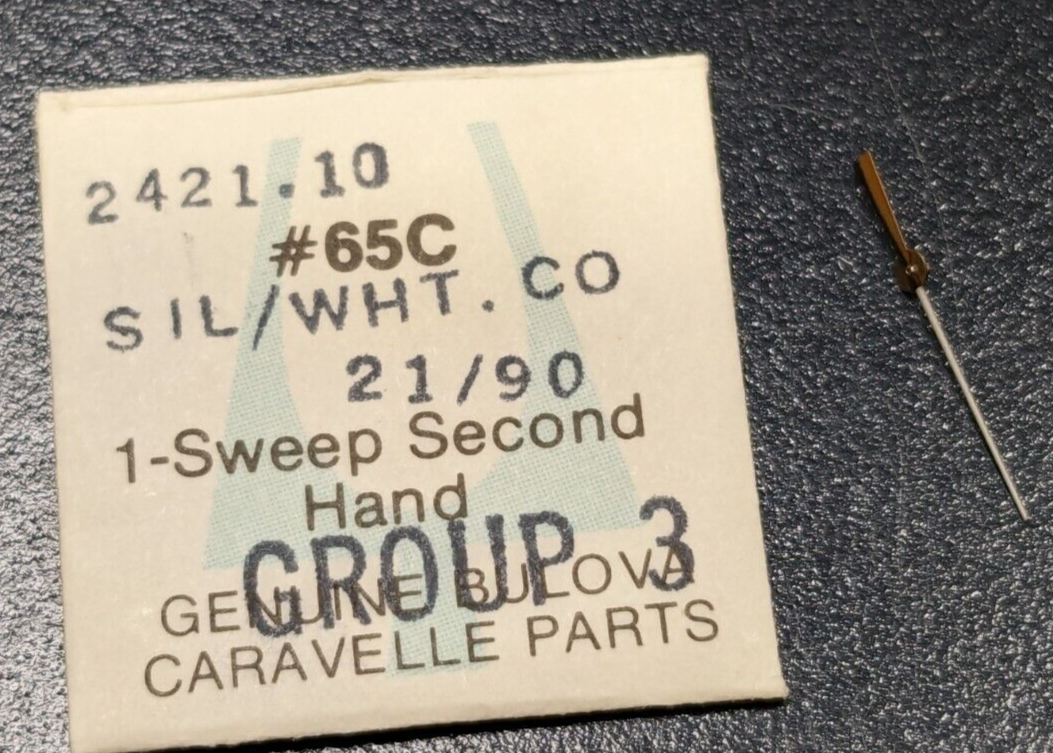 2421.10
#65C
SIL/WHT. CO
21/90
1-Sweep Second
Hand
GROUP 3
GENUINE BULOVA
CARAVELLE PARTS